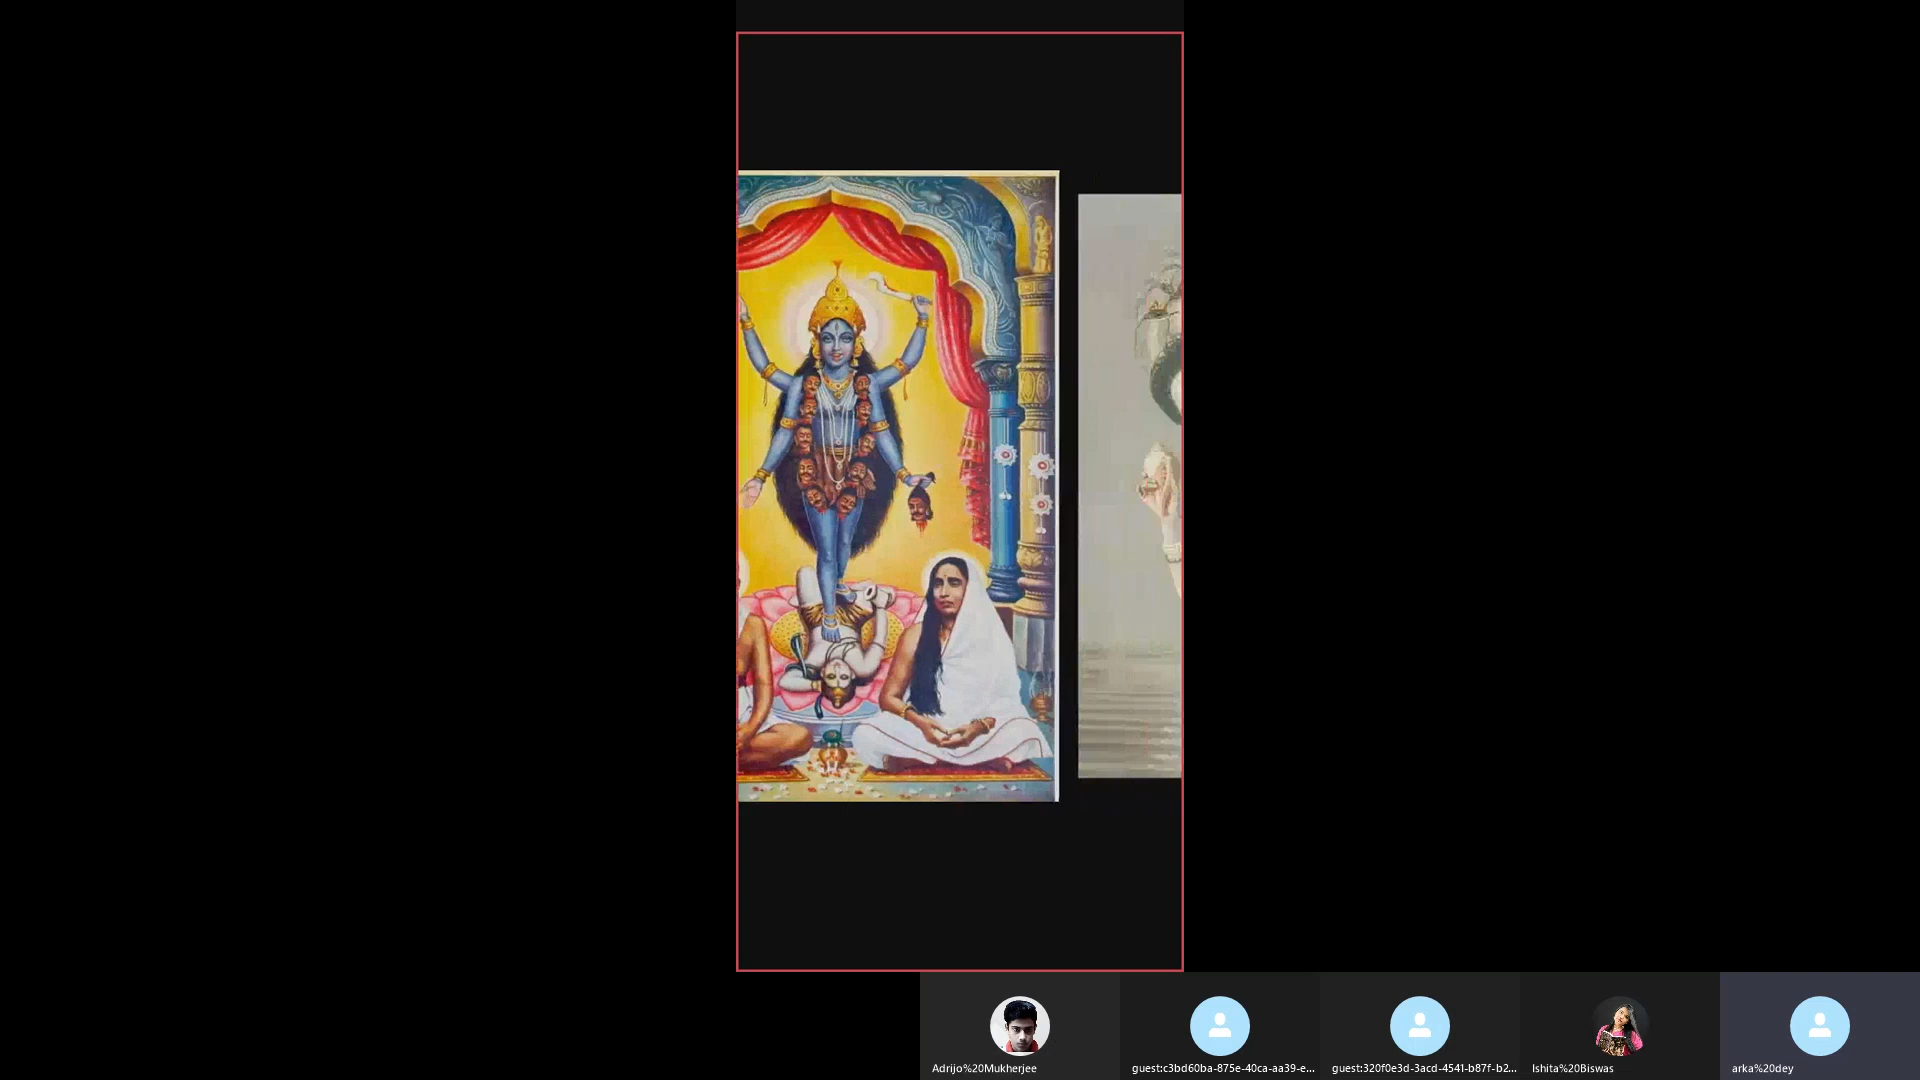 Adrijo%20Mukherjee
guest:c3bd60ba-875e-40ca-aa39-e...
guest:320f0e3d-3acd-4541-b87f-b2...
Ishita%20Biswas
arka%20dey